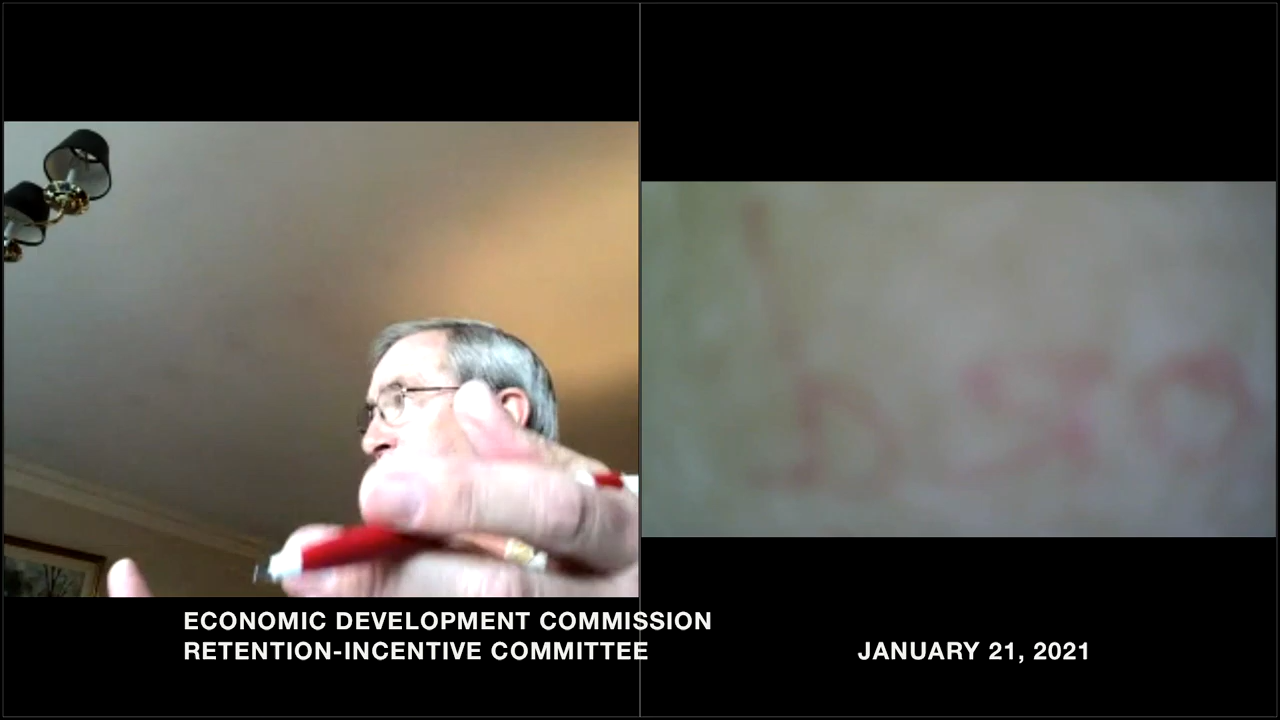 ECONOMIC DEVELOPMENT COMMISSION
RETENTION-INCENTIVE COMMITTEE
JANUARY 21, 2021